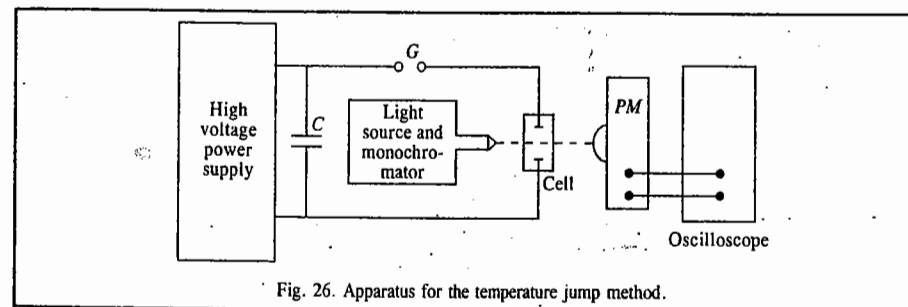 High
voltage
power
supply
C
G
Light
source and
monochro-
mator
Cell
PM
Oscilloscope
Fig. 26. Apparatus for the temperature jump method.